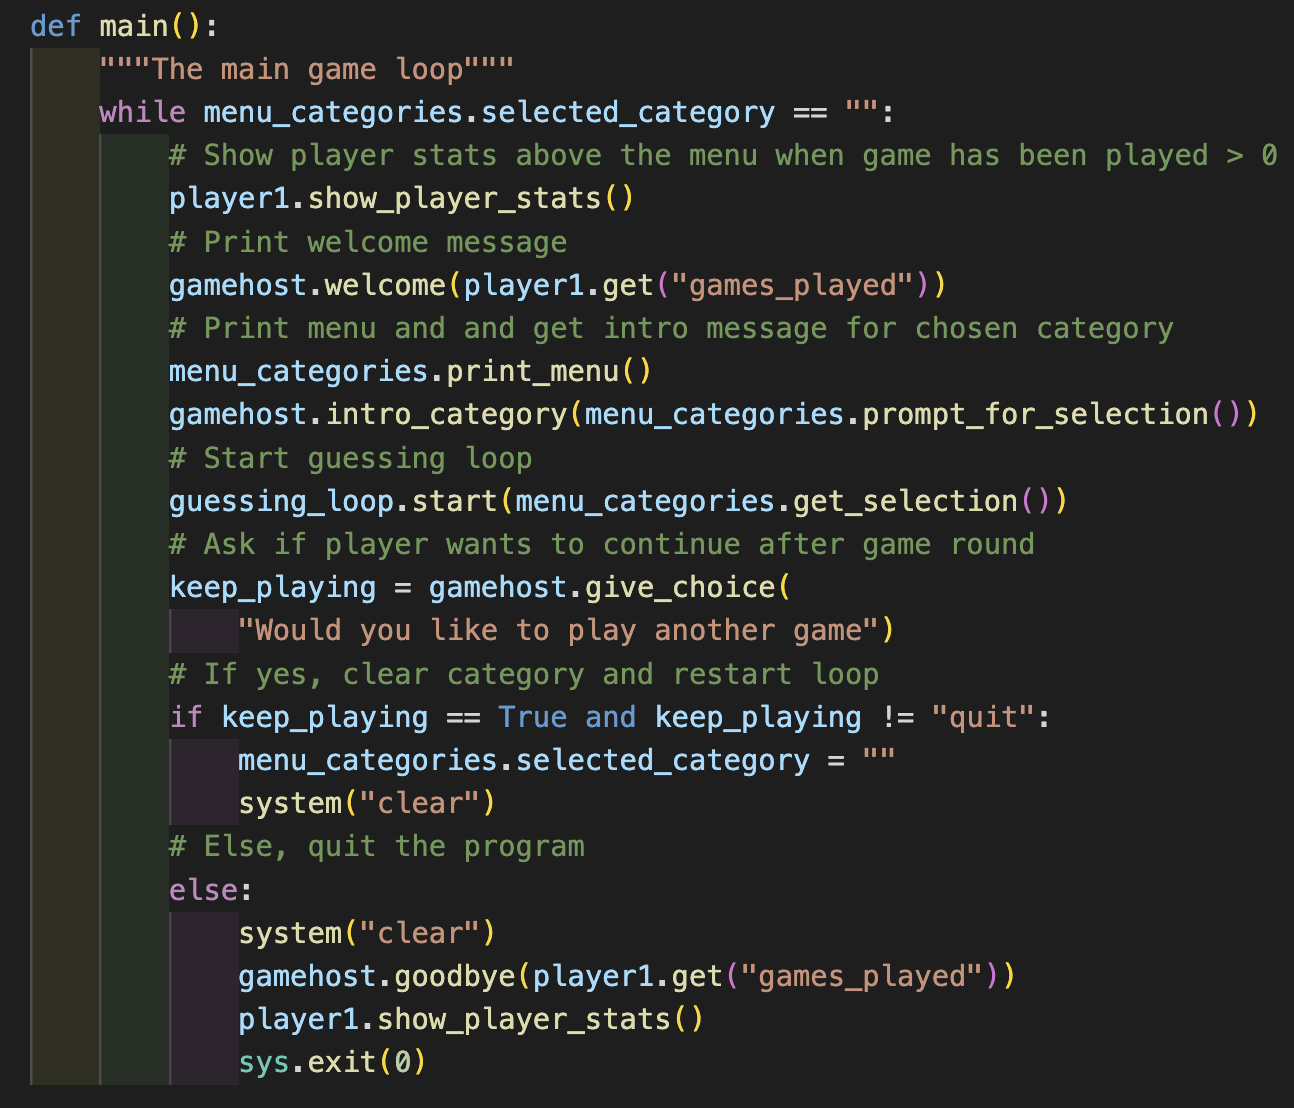 def main():
    """The main game loop"""
    while menu_categories.selected_category == "":
        # Show player stats above the menu when game has been played > 0
        player1.show_player_stats()
        # Print welcome message
        gamehost.welcome(player1.get("games_played"))
        # Print menu and and get intro message for chosen category
        menu_categories.print_menu()
        gamehost.intro_category(menu_categories.prompt_for_selection())
        # Start guessing loop
        guessing_loop.start(menu_categories.get_selection())
        # Ask if player wants to continue after game round
        keep_playing = gamehost.give_choice(
            "Would you like to play another game")
        # If yes, clear category and restart loop
        if keep_playing == True and keep_playing != "quit":
            menu_categories.selected_category = ""
            system("clear")
        # Else, quit the program
        else:
            system("clear")
            gamehost.goodbye(player1.get("games_played"))
            player1.show_player_stats()
            sys.exit(0)